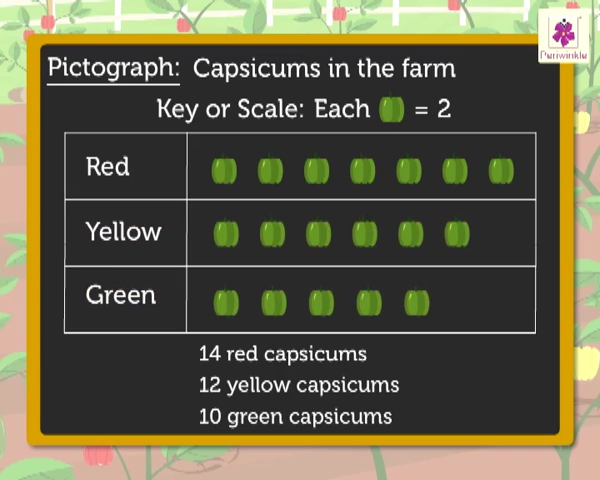 Periwinkle
Pictograph: Capsicums in the farm
Key or Scale: Each = 2
Red
Yellow
Green
14 red capsicums
12 yellow capsicums
10 green capsicums